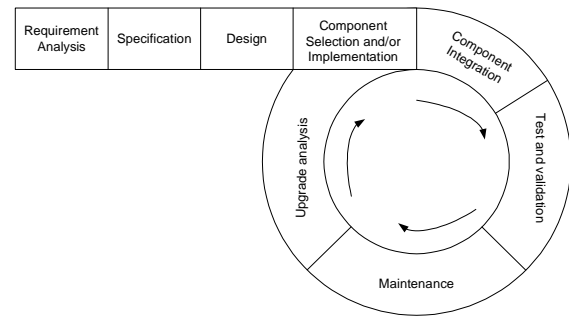 Requirement
Analysis
Specification
Design
Component
Selection and/or
Implementation
Component
Integration
Test and validation
Maintenance
Upgrade analysis